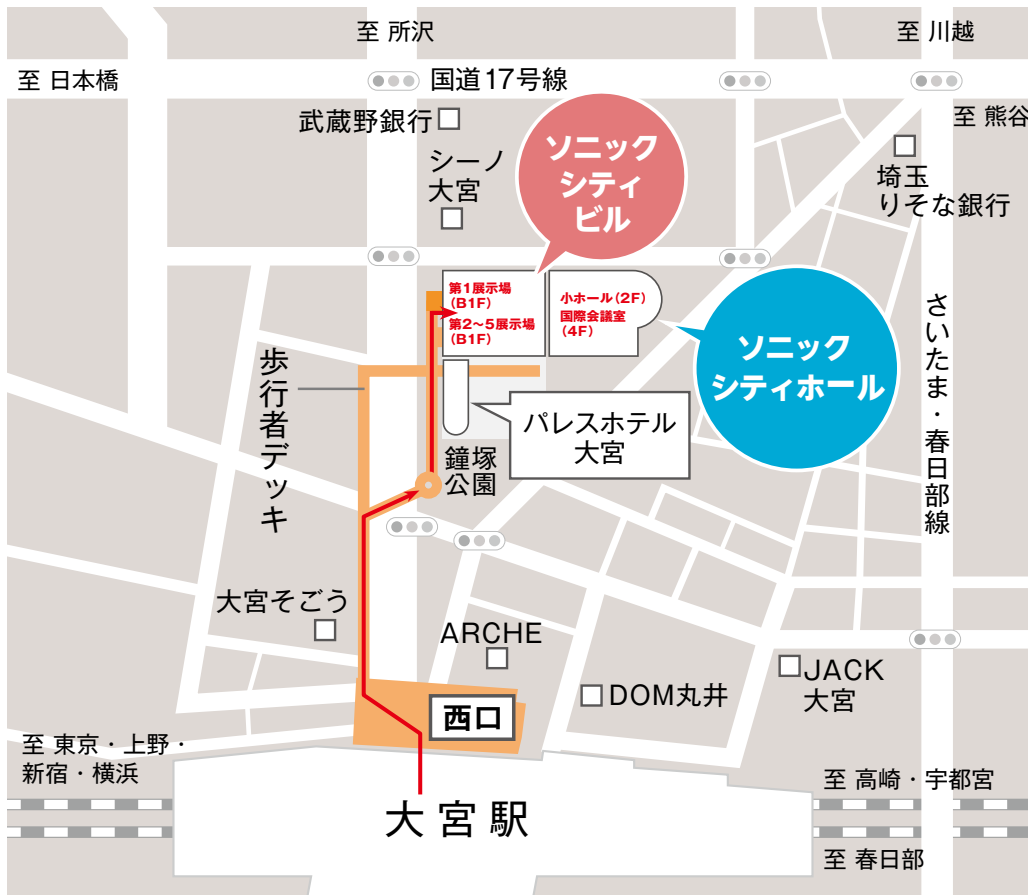 至 所沢
至 川越
至 日本橋
国道17号線
至 熊谷
武蔵野銀行
シーノ
大宮
ソニック
シティ
ビル
埼玉
りそな銀行
第1展示場
(B1F)
第2〜5展示場
(B1F)
小ホール(2F)
国際会議室
(4F)
ソニック
シティホール
さいたま・春日部線
歩行者デッキ
パレスホテル
大宮
鐘塚
公園
大宮そごう
ARCHE
DOM丸井
JACK
大宮
西口
至 東京・上野・
新宿・横浜
大宮駅
至 高崎・宇都宮
至 春日部